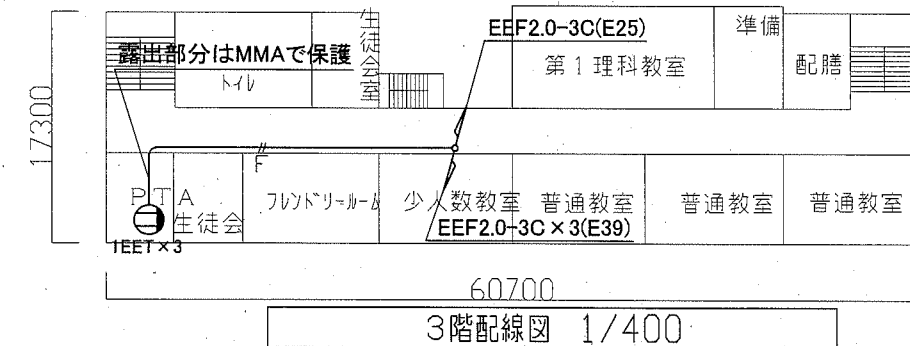 EEF2.0-3C(E25)
露出部分はMMAで保護
トイレ
生徒会室
第1理科教室
準備
配膳
17300
F
PTA
生徒会
フレンドリールーム
少人数教室
普通教室
普通教室
普通教室
1EET×3
EEF2.0-3C×3(E39)
60700
3階配線図 1/400